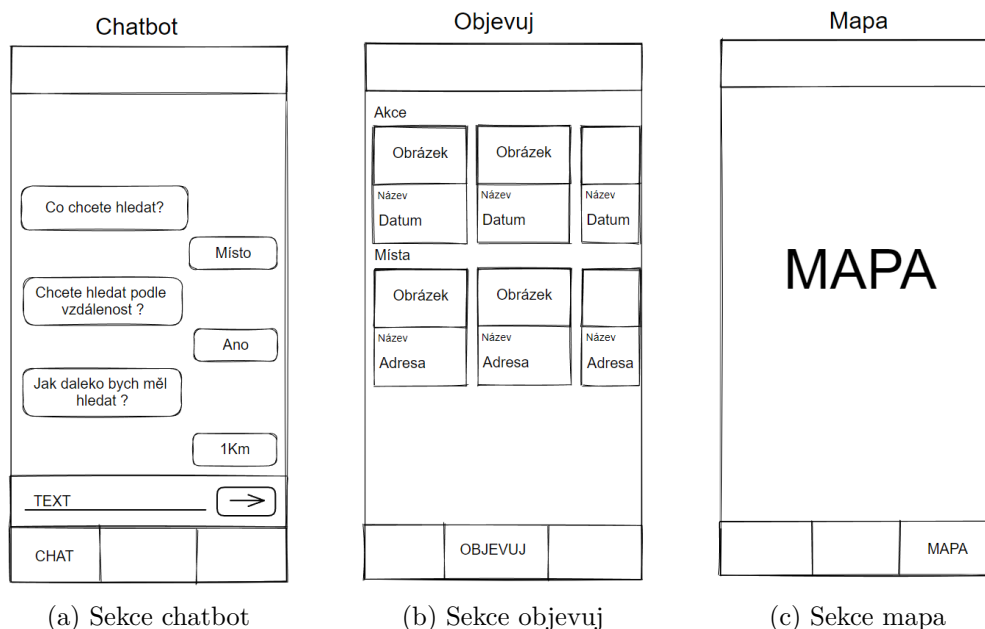 Chatbot
Co chcete hledat?
Místo
Chcete hledat podle
vzdálenost ?
Ano
Jak daleko bych měl
hledat ?
1Km
TEXT
CHAT
(a) Sekce chatbot
Objevuj
Akce
Obrázek
Obrázek
Název
Název
Název
Datum
Datum
Datum
Místa
Obrázek
Obrázek
Název
Název
Název
Adresa
Adresa
Adresa
OBJEVUJ
(b) Sekce objevuj
Mapa
MAPA
MAPA
(c) Sekce mapa